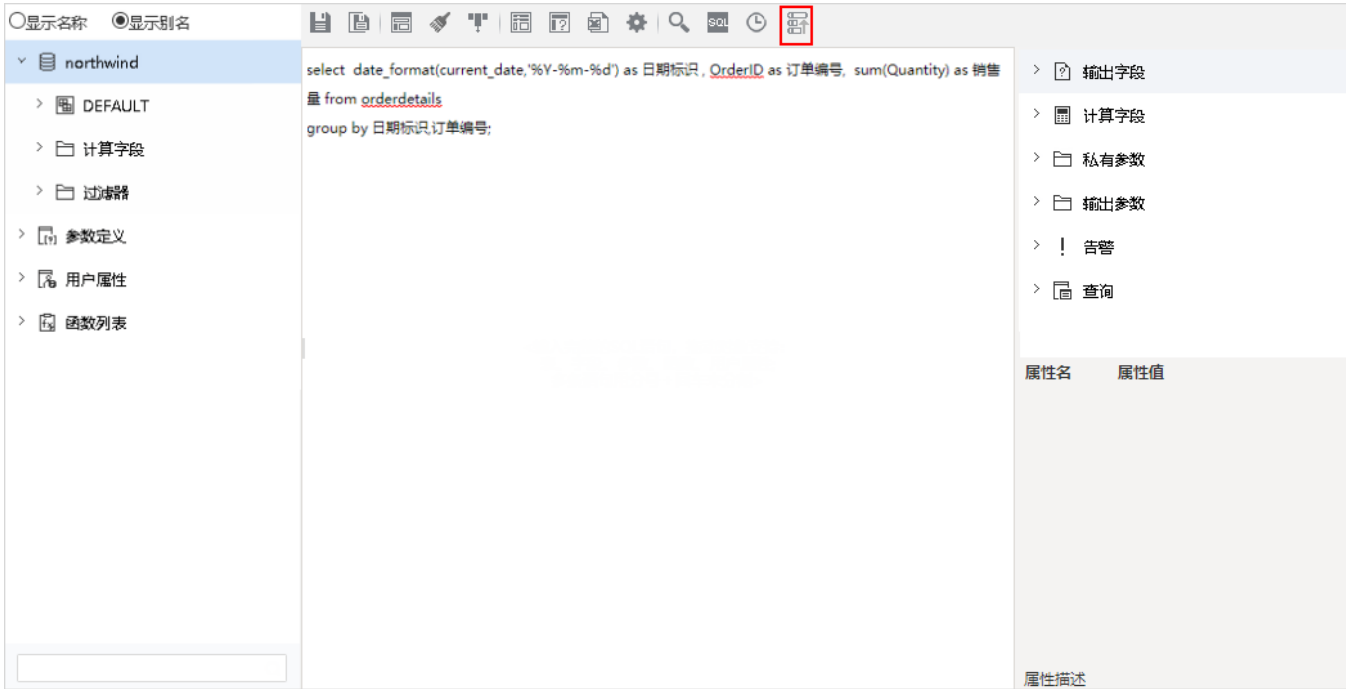 显示名称 显示别名
northwind
DEFAULT
计算字段
过滤器
参数定义
用户属性
函数列表
SQL
select date_format(current_date,'%Y-%m-%d') as 日期标识 , OrderID as 订单编号, sum(Quantity) as 销售
量 from orderdetails
group by 日期标识,订单编号;
输出字段
计算字段
私有参数
输出参数
告警
查询
属性名 属性值
属性描述